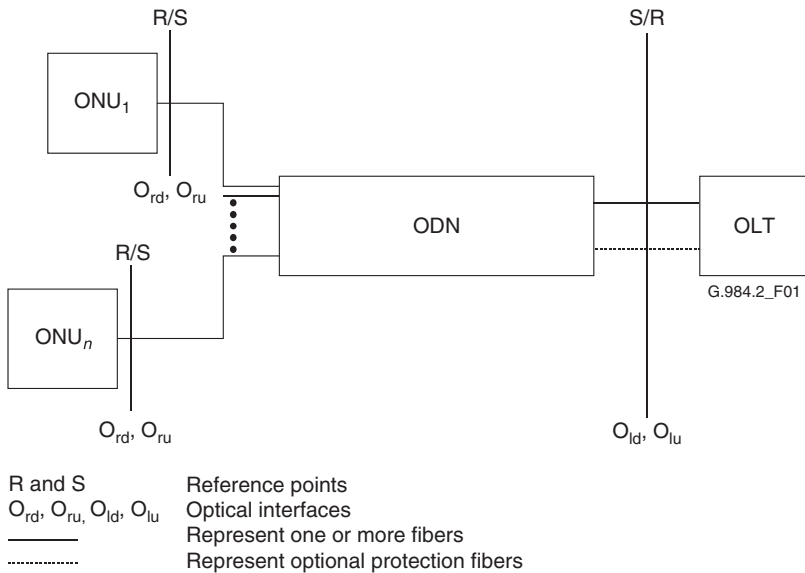 R/S
S/R
ONU1
Ord, Oru
ODN
OLT
R/S
G.984.2_F01
ONUn
Ord, Oru
Old, Olu
R and S Reference points
Ord, Oru, Old, Olu Optical interfaces
Represent one or more fibers
Represent optional protection fibers